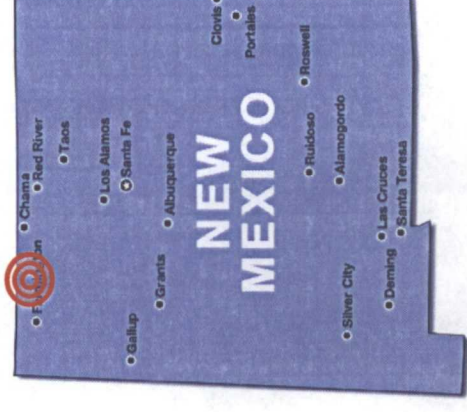 Chama
Red River
Taos
Los Alamos
Santa Fe
Gallup
Grants
Albuquerque
Clovis
Portales
NEW
MEXICO
Roswell
Ruidoso
Alamogordo
Silver City
Las Cruces
Deming
Santa Teresa